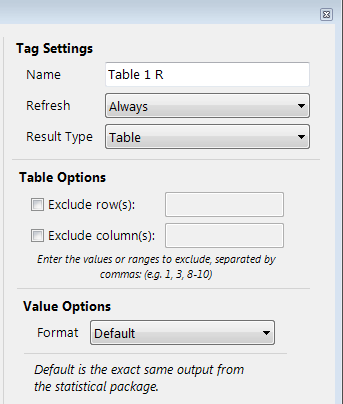 Tag Settings
Name Table 1 R
Refresh Always
Result Type Table
Table Options
Exclude row(s):
Exclude column(s):
Enter the values or ranges to exclude, separated by
commas: (e.g. 1, 3, 8-10)
Value Options
Format Default
Default is the exact same output from
the statistical package.